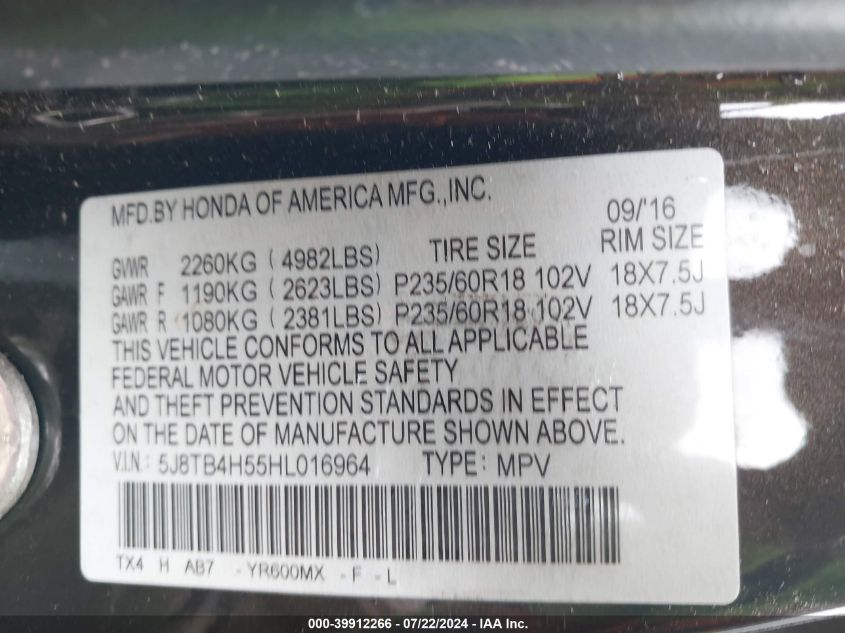 MFD.BY HONDA OF AMERICA MFG.,INC. 09/'16
TIRE SIZE RIM SIZE
GVWR 2260KG ( 4982LBS)
GAWR F 1190KG ( 2623LBS) P235/60R18 102V 18X7.5J
GAWR R 1080KG ( 2381LBS) P235/60R18 102V 18X7.5J
THIS VEHICLE CONFORMS TO ALL APPLICABLE
FEDERAL MOTOR VEHICLE SAFETY
AND THEFT PREVENTION STANDARDS IN EFFECT
ON THE DATE OF MANUFACTURE SHOWN ABOVE.
V.I.N.: 5J8TB4H55HL016964 TYPE: MPV
TX4 H AB7 - YR600MX - F - L
000-39912266 - 07/22/2024 - IAA Inc.